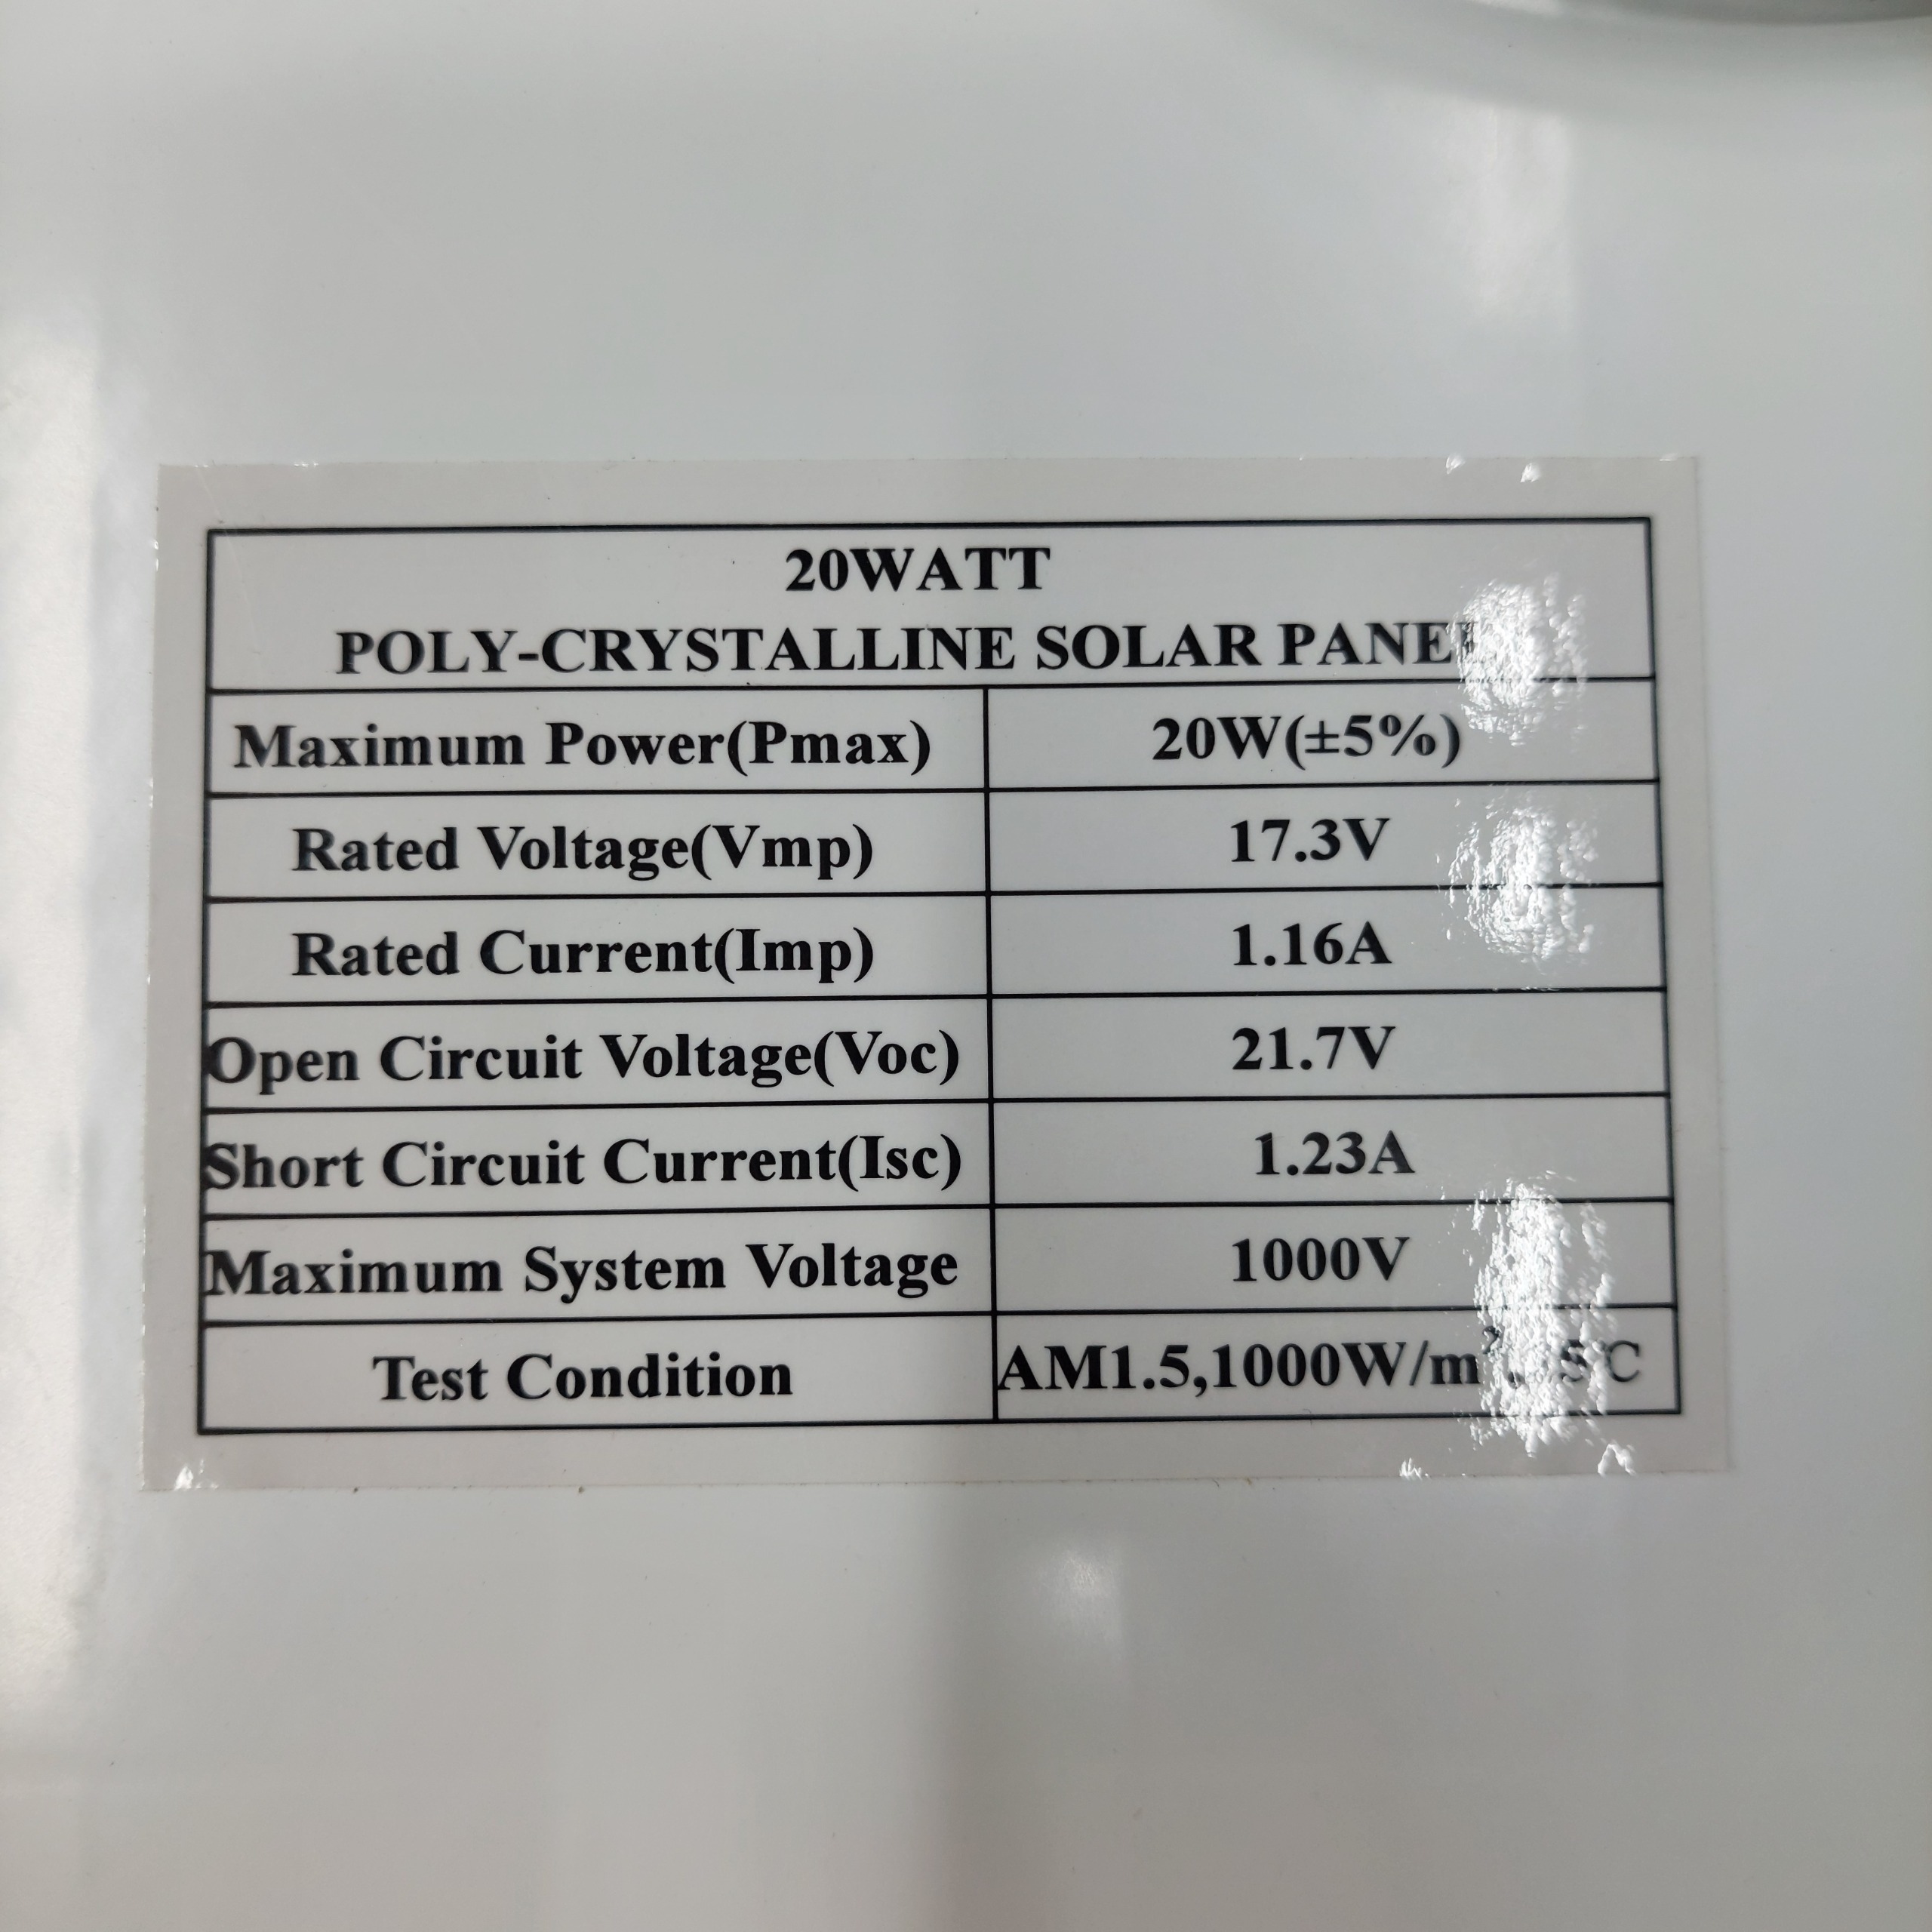 20WATT
POLY-CRYSTALLINE SOLAR PANEL
Maximum Power(Pmax) 20W(±5%)
Rated Voltage(Vmp) 17.3V
Rated Current(Imp) 1.16A
Open Circuit Voltage(Voc) 21.7V
Short Circuit Current(Isc) 1.23A
Maximum System Voltage 1000V
Test Condition AM1.5,1000W/m²